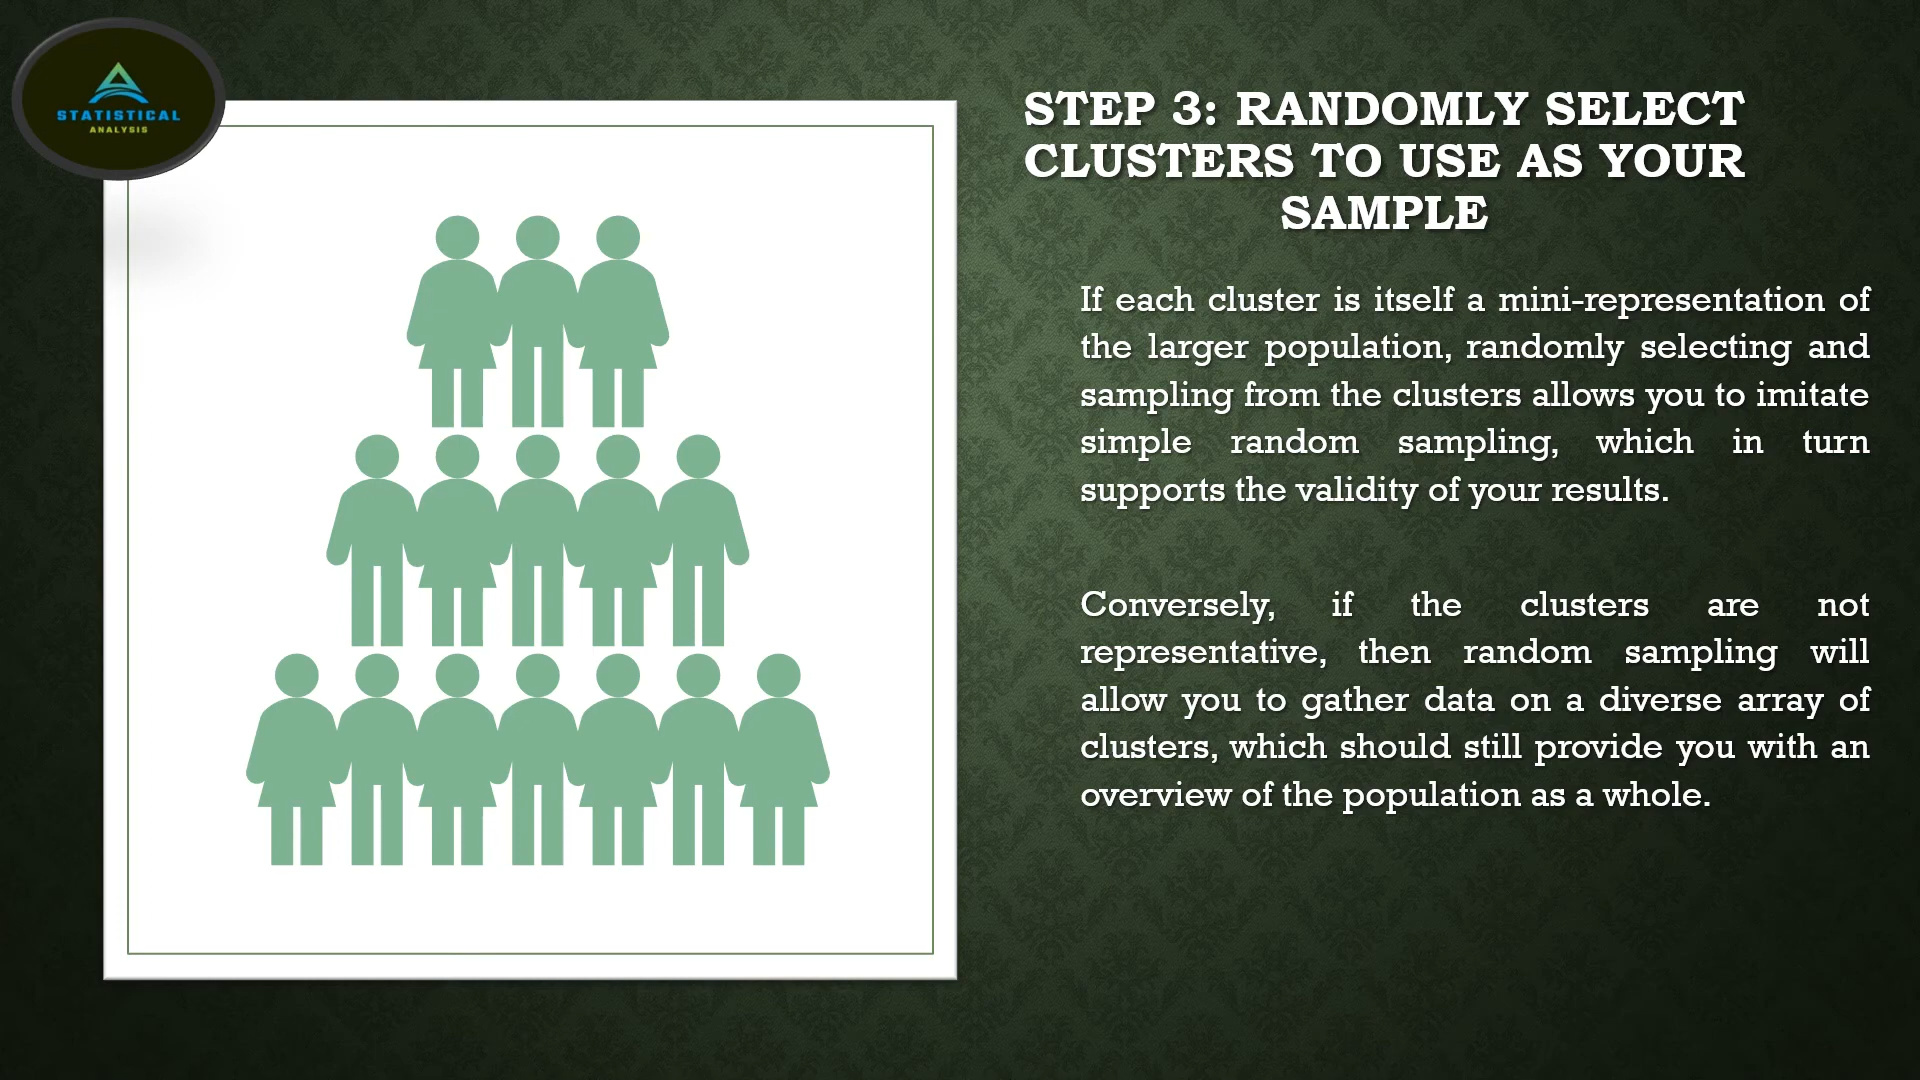 STATISTICAL
ANALYSIS
STEP 3: RANDOMLY SELECT
CLUSTERS TO USE AS YOUR
SAMPLE
If each cluster is itself a mini-representation of
the larger population, randomly selecting and
sampling from the clusters allows you to imitate
simple random sampling, which in turn
supports the validity of your results.
Conversely, if the clusters are not
representative, then random sampling will
allow you to gather data on a diverse array of
clusters, which should still provide you with an
overview of the population as a whole.